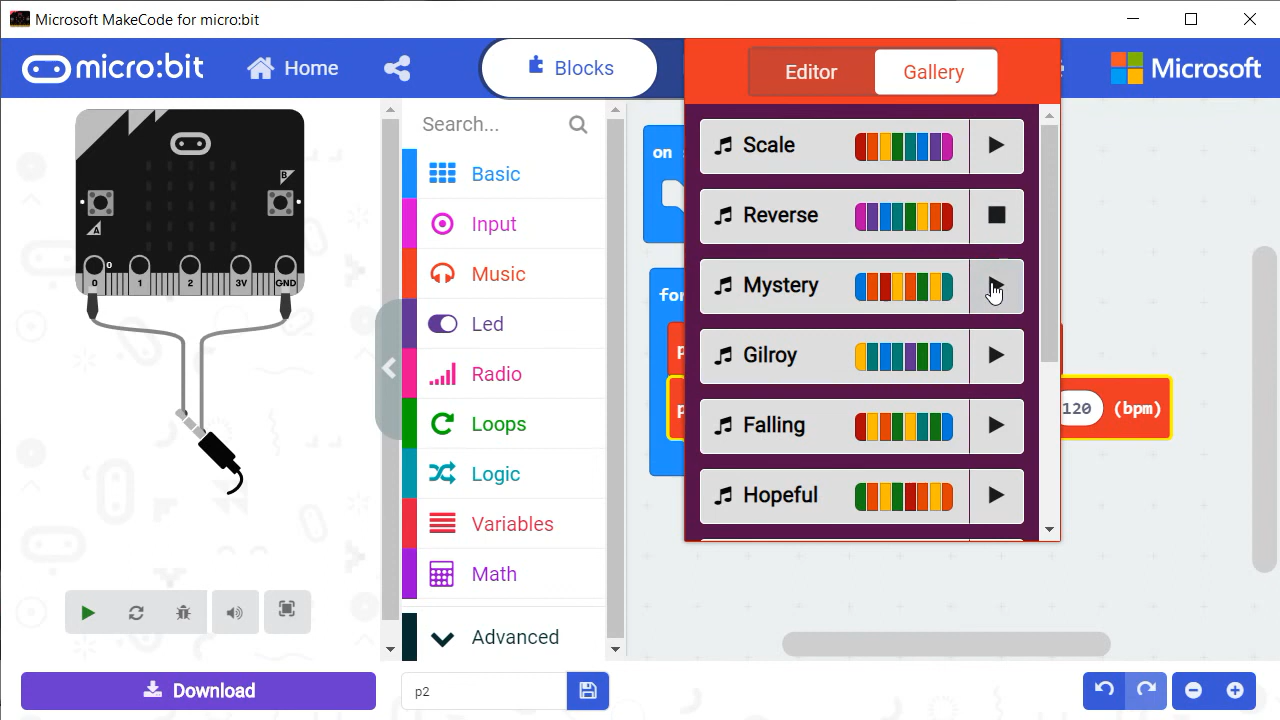 Microsoft MakeCode for micro:bit
micro:bit
Home
Blocks
Microsoft
Editor
Gallery
Search...
Basic
Input
Music
Led
Radio
Loops
Logic
Variables
Math
Advanced
Scale
Reverse
Mystery
Gilroy
Falling
Hopeful
on
for
120 (bpm)
A
B
0
0 1 2 3V GND
Download
p2